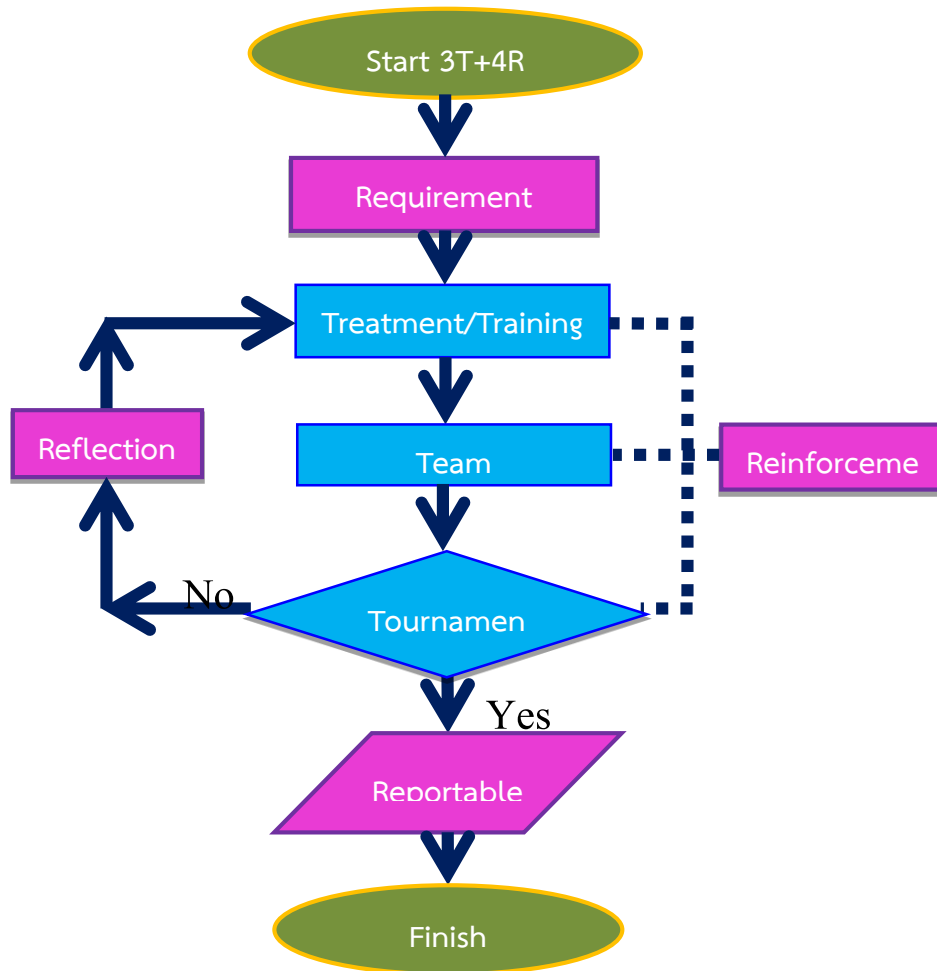 Start 3T+4R
Requirement
Treatment/Training
Reflection
Team
Reinforceme
No
Tournamen
Yes
Reportable
Finish